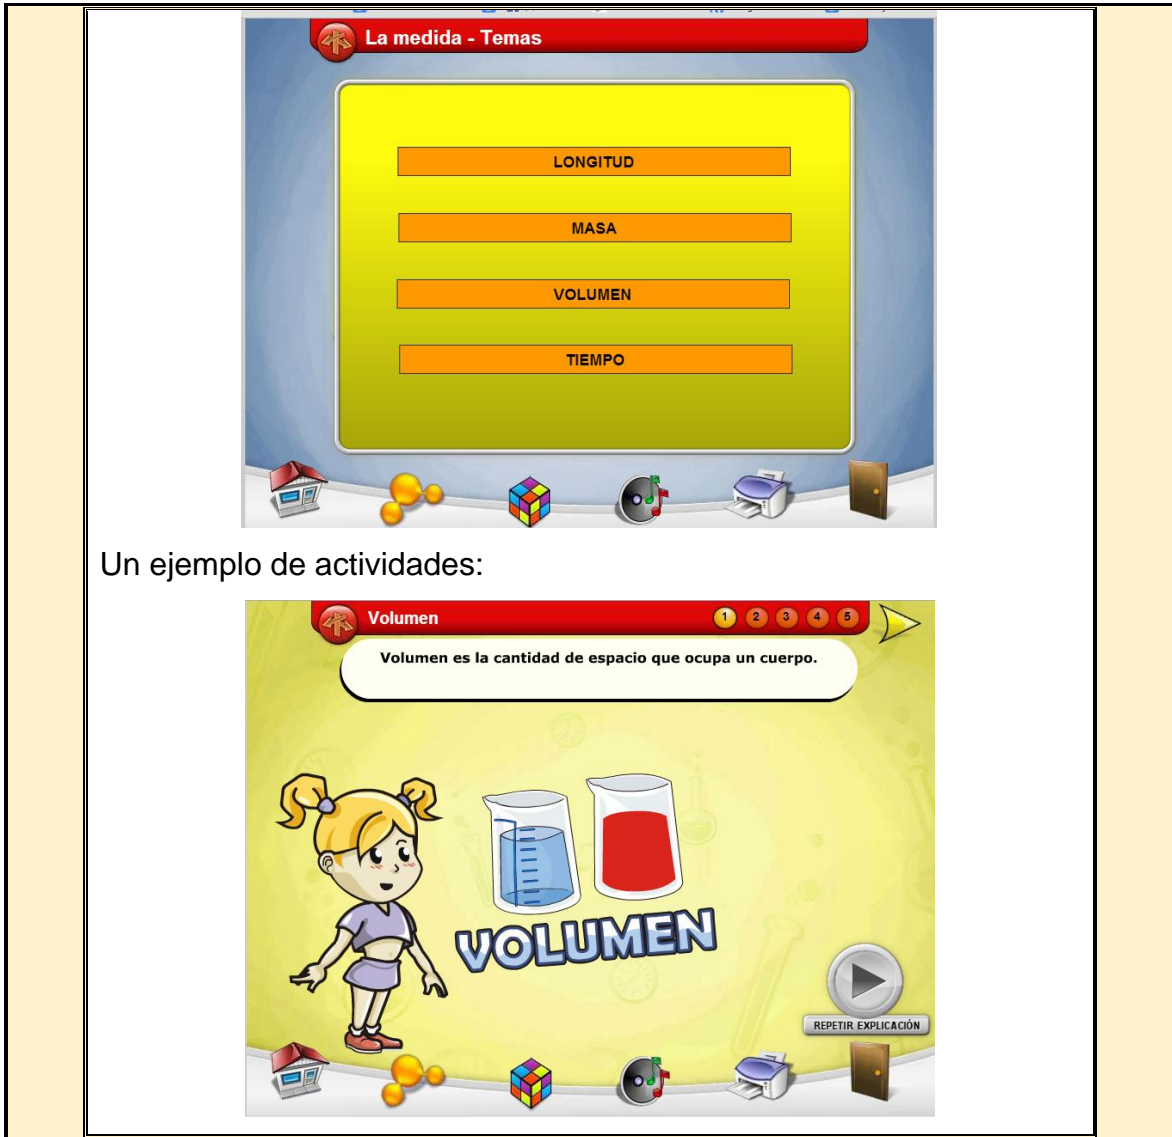 La medida - Temas
LONGITUD
MASA
VOLUMEN
TIEMPO
Un ejemplo de actividades:
Volumen
1 2 3 4 5
Volumen es la cantidad de espacio que ocupa un cuerpo.
VOLUMEN
REPETIR EXPLICACIÓN